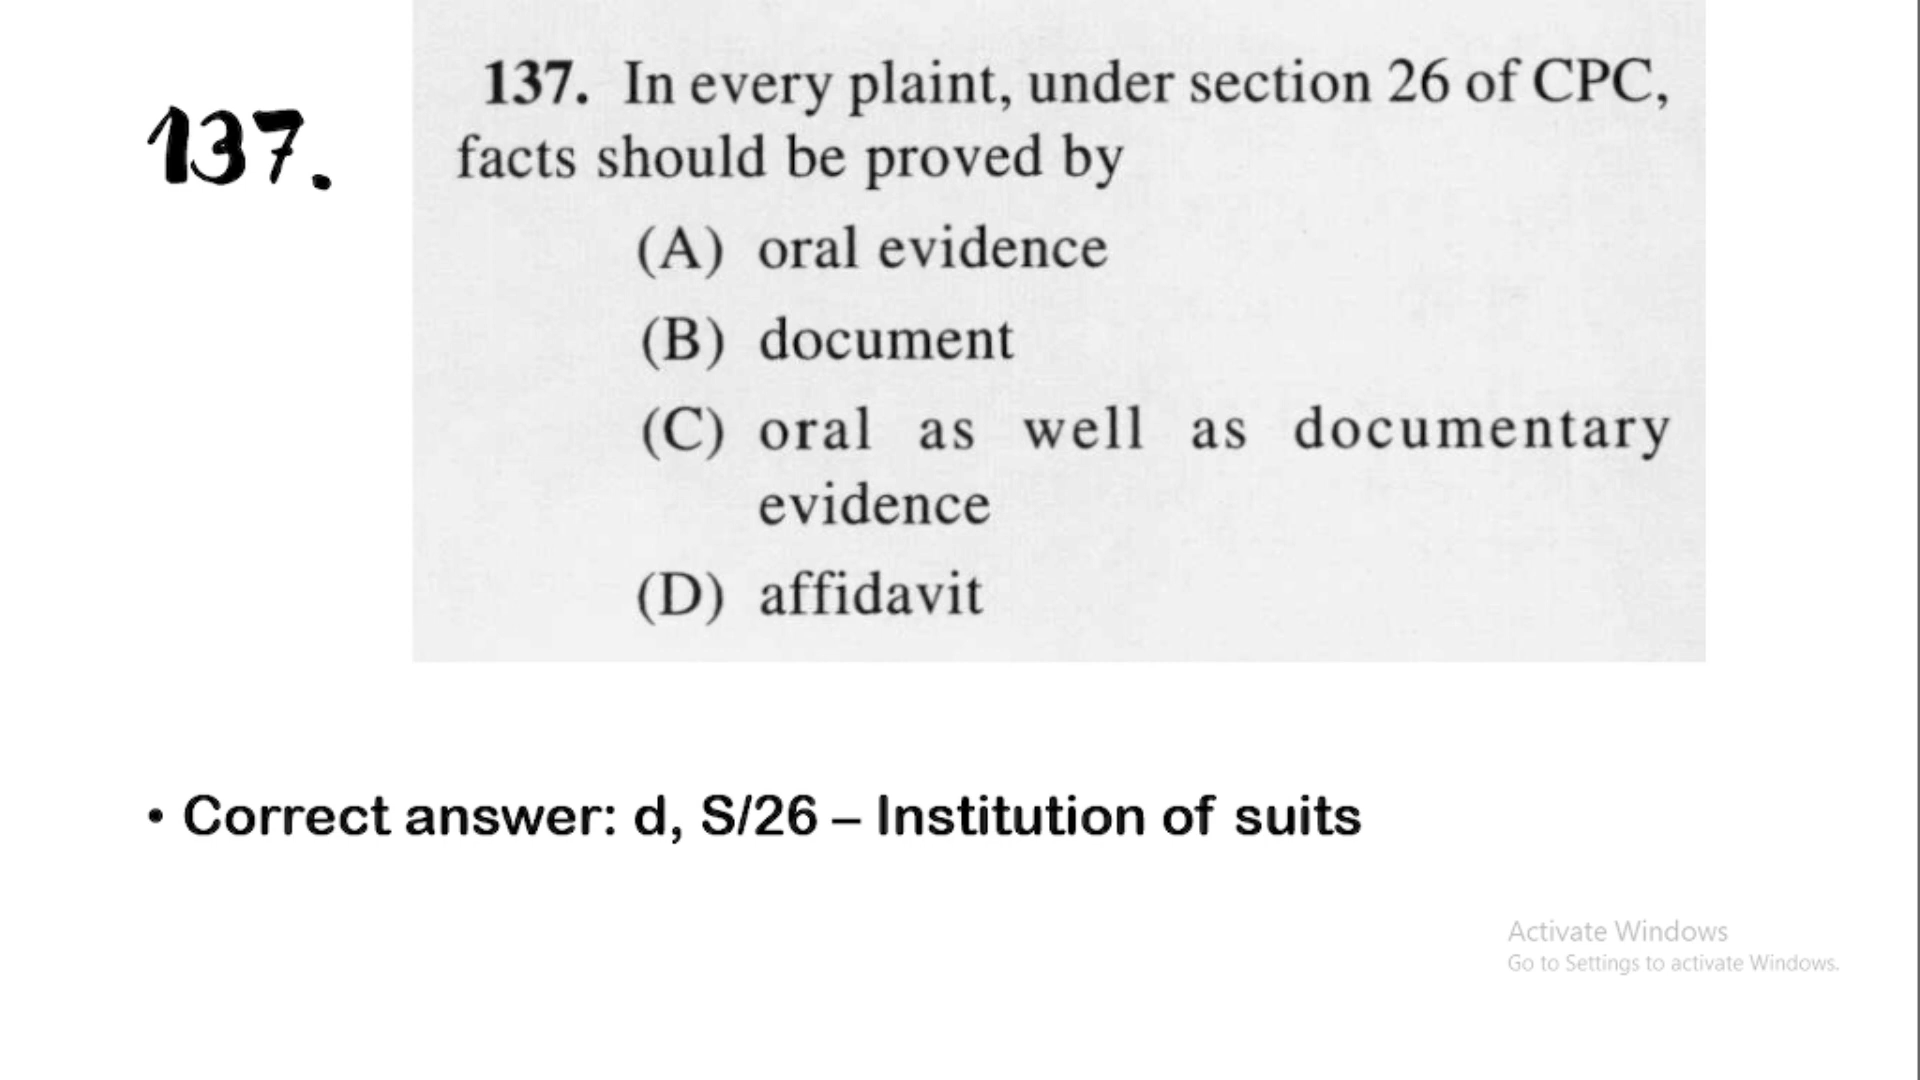 137.
137. In every plaint, under section 26 of CPC,
facts should be proved by
(A) oral evidence
(B) document
(C) oral as well as documentary
evidence
(D) affidavit
• Correct answer: d, S/26 – Institution of suits
Activate Windows
Go to Settings to activate Windows.